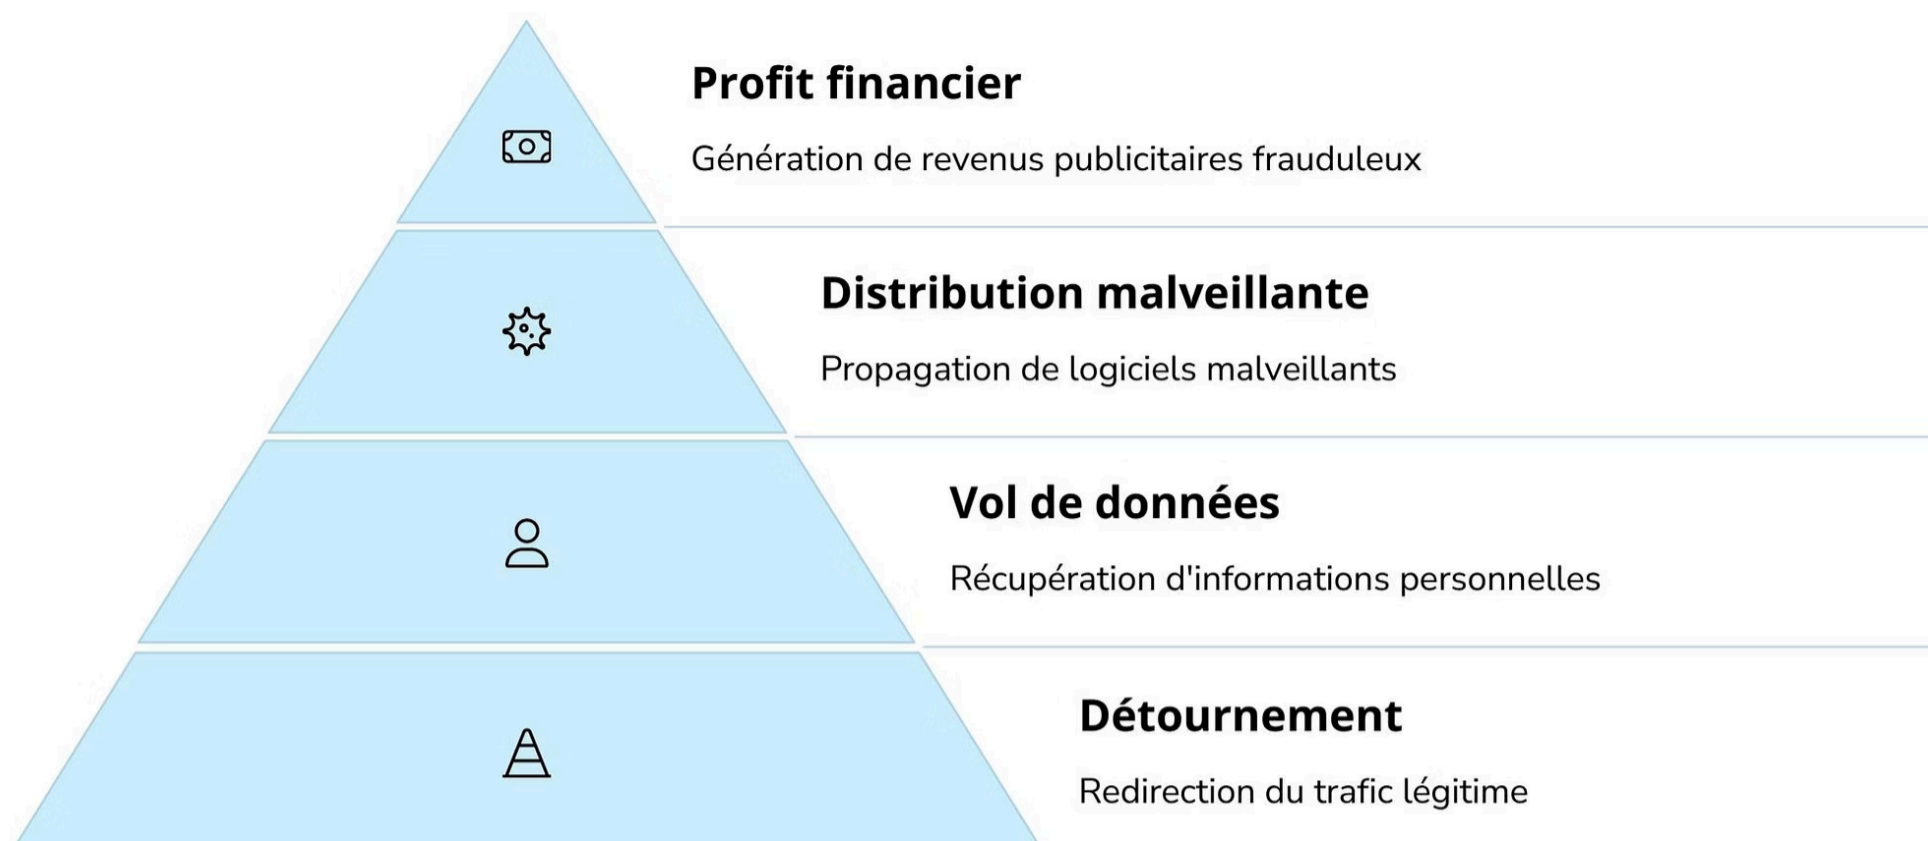 Profit financier
Génération de revenus publicitaires frauduleux
Distribution malveillante
Propagation de logiciels malveillants
Vol de données
Récupération d'informations personnelles
Détournement
Redirection du trafic légitime